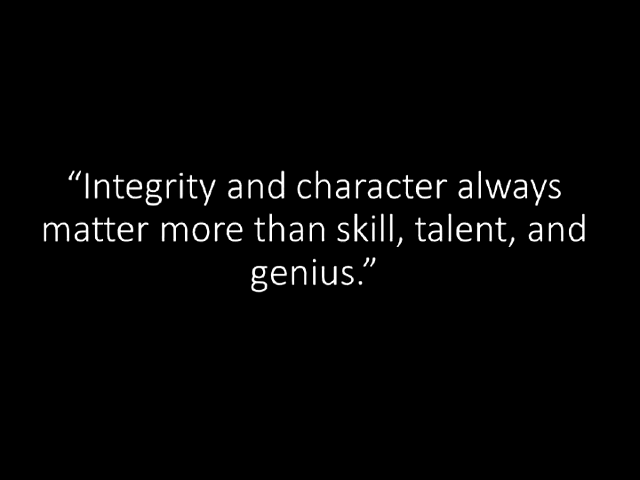 “Integrity and character always
matter more than skill, talent, and
genius.”